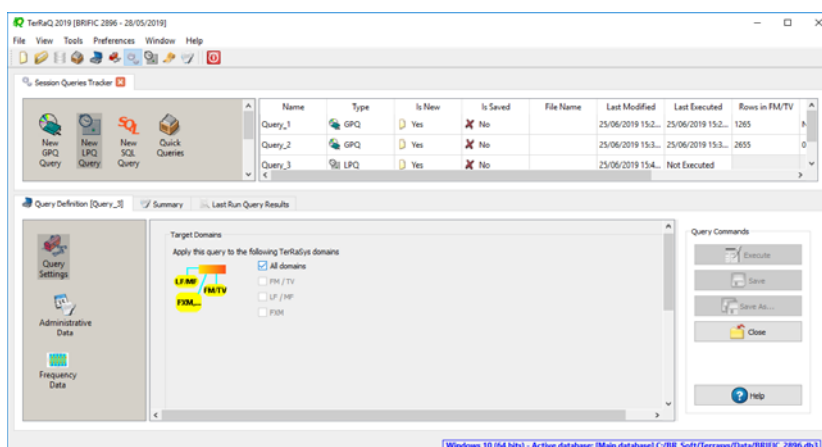 TerRaQ 2019 [BRIFIC 2896 - 28/05/2019]
File View Tools Preferences Window Help
Session Queries Tracker
Name Type Is New Is Saved File Name Last Modified Last Executed Rows in FM/TV
Query_1 GPQ Yes No 25/06/2019 15:2... 25/06/2019 15:2... 1265
Query_2 GPQ Yes No 25/06/2019 15:3... 25/06/2019 15:3... 2655 0
Query_3 LPQ Yes No 25/06/2019 15:4... Not Executed
New GPQ Query
New LPQ Query
SQL
New SQL Query
Quick Queries
Query Definition [Query_3] Summary Last Run Query Results
Query Settings
Administrative Data
Frequency Data
Target Domains
Apply this query to the following TerRaSys domains
LF/MF
FM/TV
FXM,...
All domains
FM / TV
LF / MF
FXM
Query Commands
Execute
Save
Save As...
Close
Help
Windows 10 (64 bits) - Active database: [Main database] C:/BR_Soft/Terraq/Data/BRIFIC_2896.db3